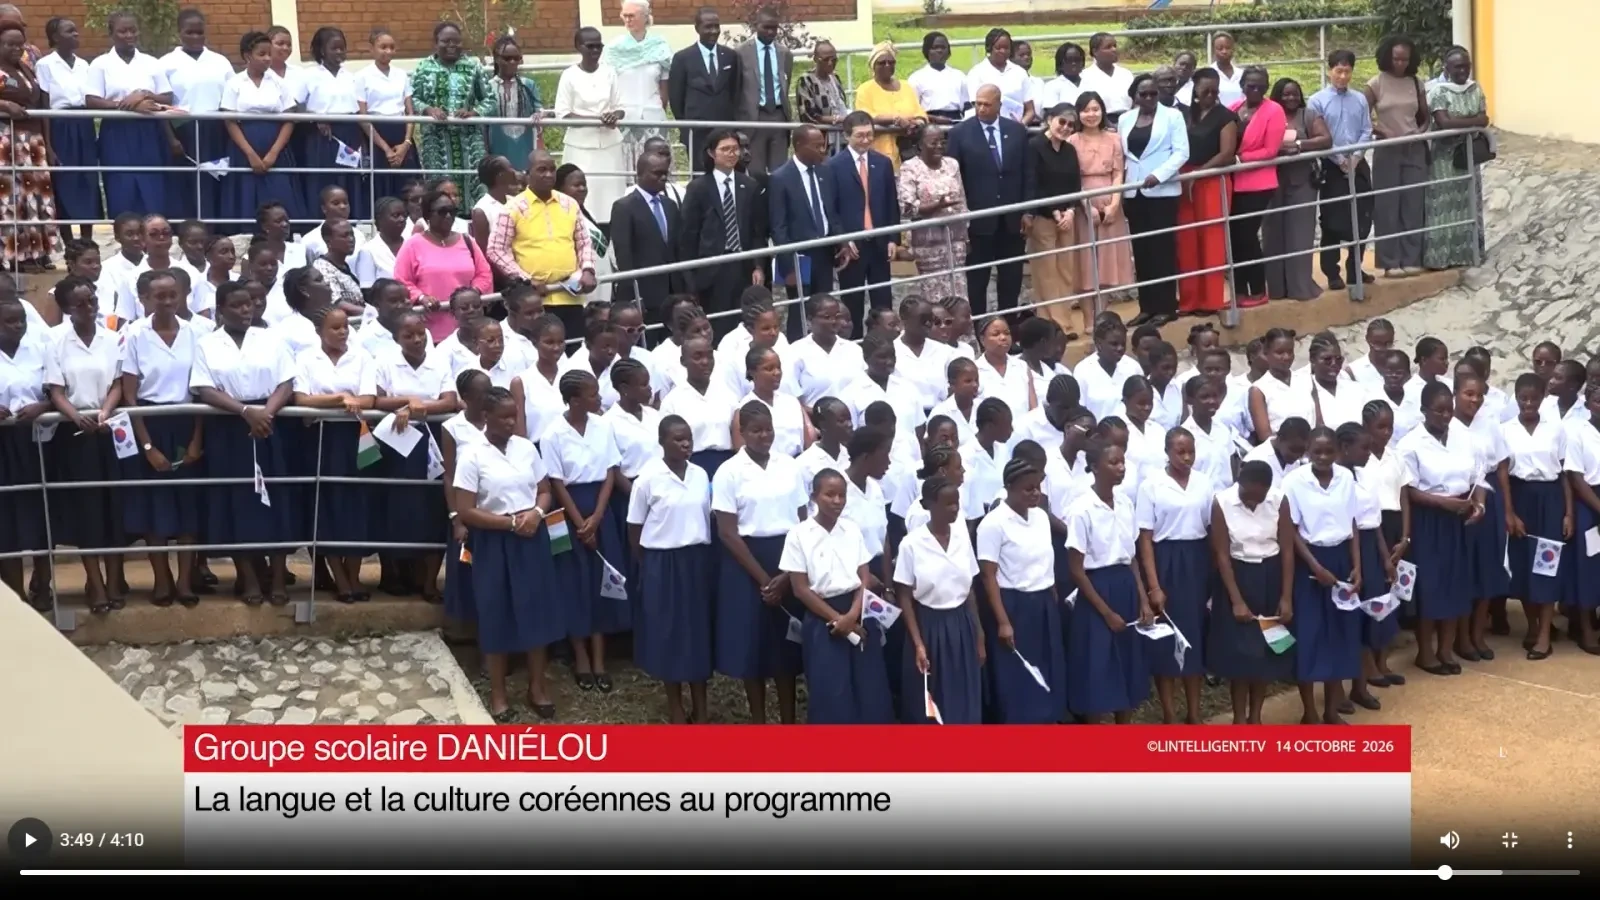 Groupe scolaire DANIÉLOU
©LINTELLIGENT.TV 14 OCTOBRE 2026
La langue et la culture coréennes au programme
3:49 / 4:10